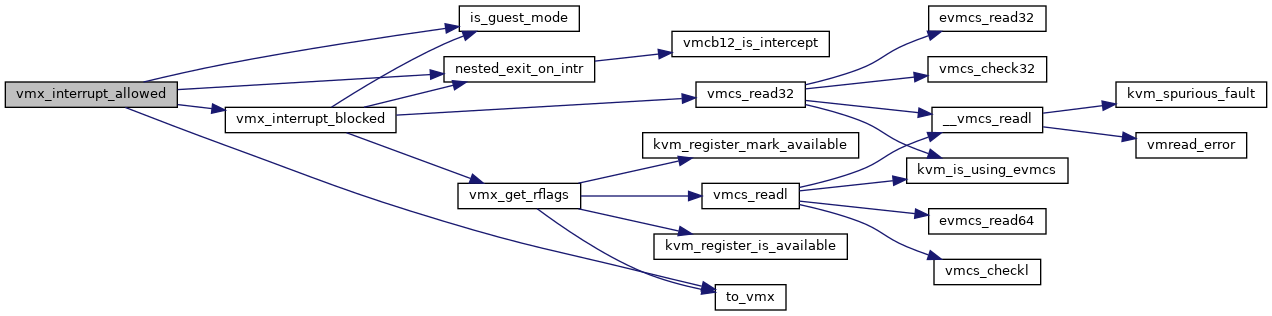 vmx_interrupt_allowed
is_guest_mode
nested_exit_on_intr
vmx_interrupt_blocked
vmcb12_is_intercept
vmcs_read32
evmcs_read32
vmcs_check32
__vmcs_readl
kvm_is_using_evmcs
kvm_spurious_fault
vmread_error
vmx_get_rflags
kvm_register_mark_available
vmcs_readl
kvm_register_is_available
to_vmx
evmcs_read64
vmcs_checkl